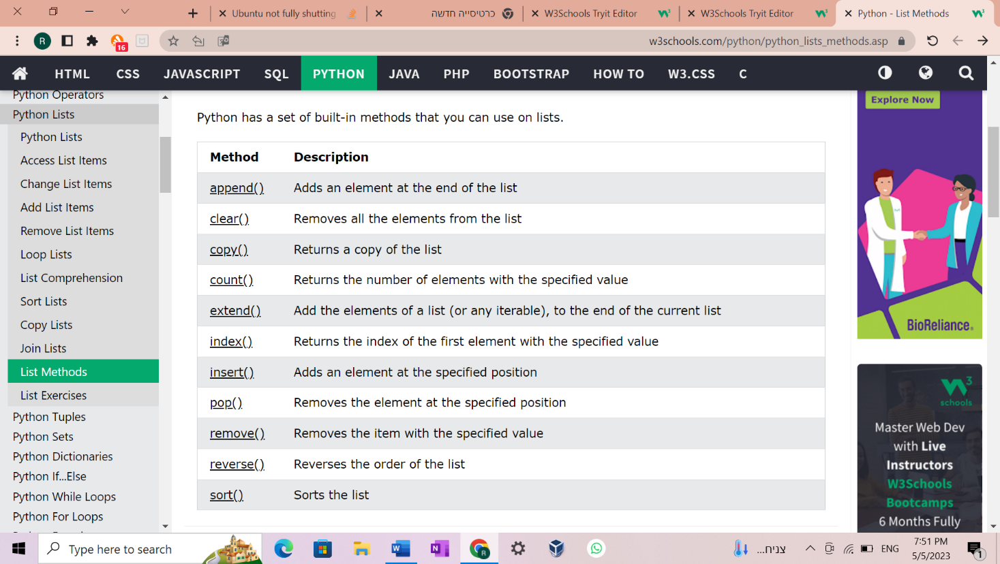 Ubuntu not fully shutting
כרטיסייה חדשה
W3Schools Tryit Editor
W3Schools Tryit Editor
Python - List Methods
R
16
w3schools.com/python/python_lists_methods.asp
HTML CSS JAVASCRIPT SQL PYTHON JAVA PHP BOOTSTRAP HOW TO W3.CSS C
Python Operators
Python Lists
Python Lists
Access List Items
Change List Items
Add List Items
Remove List Items
Loop Lists
List Comprehension
Sort Lists
Copy Lists
Join Lists
List Methods
List Exercises
Python Tuples
Python Sets
Python Dictionaries
Python If...Else
Python While Loops
Python For Loops
Python has a set of built-in methods that you can use on lists.
Method Description
append() Adds an element at the end of the list
clear() Removes all the elements from the list
copy() Returns a copy of the list
count() Returns the number of elements with the specified value
extend() Add the elements of a list (or any iterable), to the end of the current list
index() Returns the index of the first element with the specified value
insert() Adds an element at the specified position
pop() Removes the element at the specified position
remove() Removes the item with the specified value
reverse() Reverses the order of the list
sort() Sorts the list
Explore Now
BioReliance.
W3
schools
Master Web Dev
with Live
Instructors
W3Schools
Bootcamps
6 Months Fully
Type here to search
צניח...
ENG
7:51 PM
5/5/2023
1